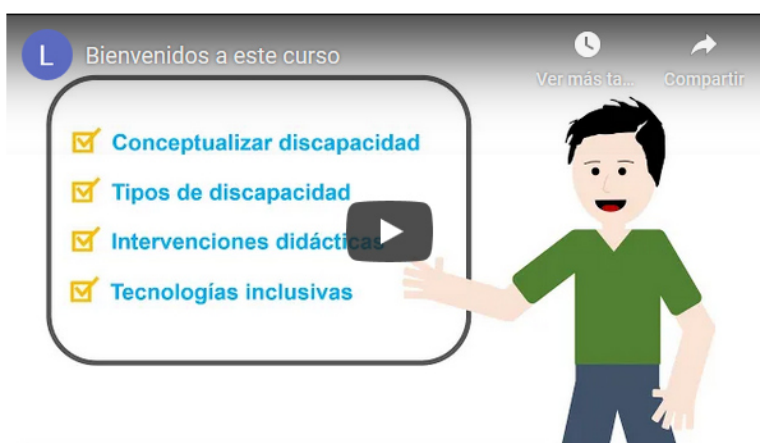 L Bienvenidos a este curso
Ver más ta...
Compartir
Conceptualizar discapacidad
Tipos de discapacidad
Intervenciones didácticas
Tecnologías inclusivas